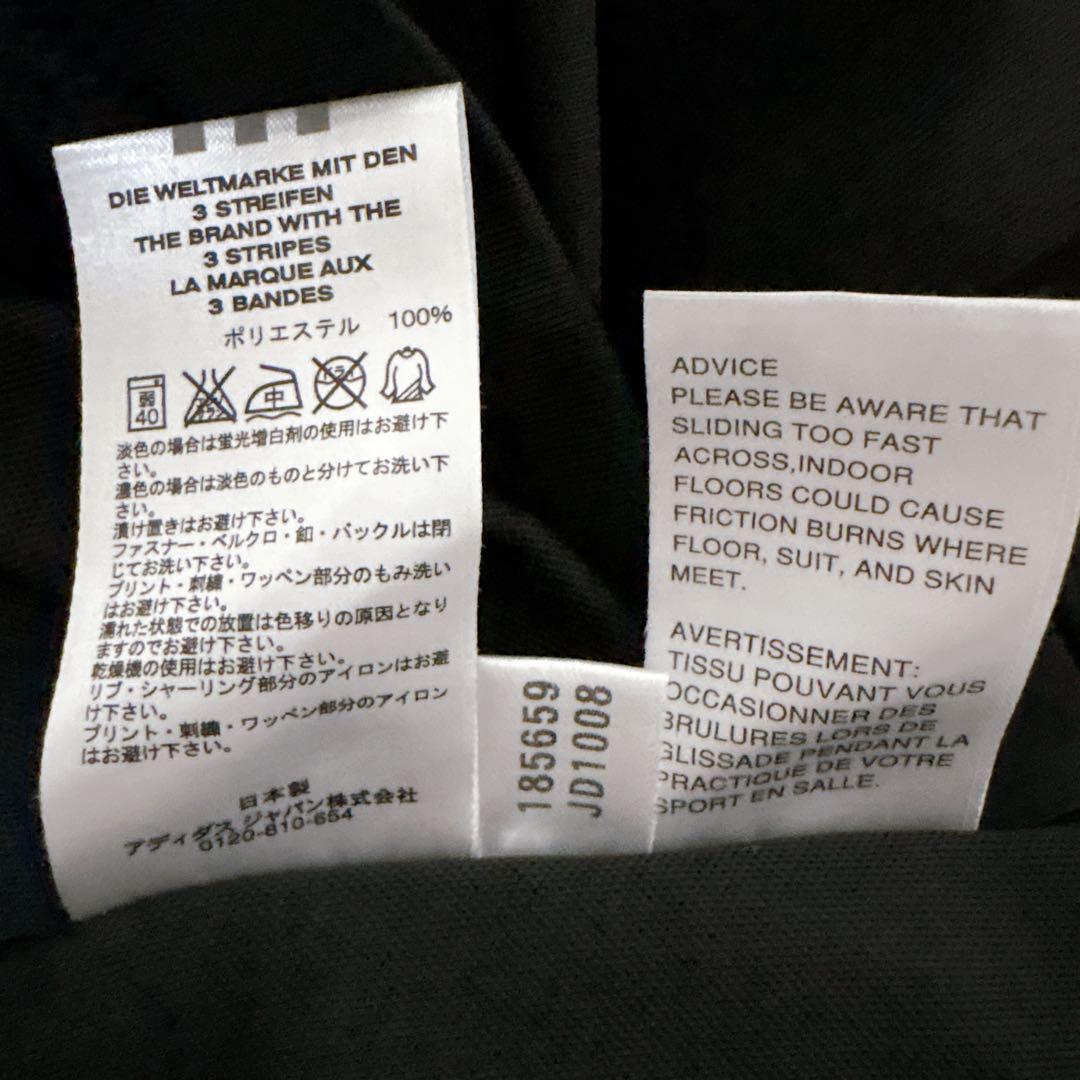 DIE WELTMARKE MIT DEN
3 STREIFEN
THE BRAND WITH THE
3 STRIPES
LA MARQUE AUX
3 BANDES
ポリエステル 100%
弱
40
中
淡色の場合は蛍光増白剤の使用はお避け下
さい。
濃色の場合は淡色のものと分けてお洗い下
さい。
漬け置きはお避け下さい。
ファスナー・ベルクロ・釦・バックルは閉
じてお洗い下さい。
プリント・刺繍・ワッペン部分のもみ洗い
はお避け下さい。
濡れた状態での放置は色移りの原因となり
ますのでお避け下さい。
乾燥機の使用はお避け下さい。
リブ・シャーリング部分のアイロンはお避
け下さい。
プリント・刺繍・ワッペン部分のアイロン
はお避け下さい。
日本製
アディダス ジャパン株式会社
0120-810-654
185659
JD1008
ADVICE
PLEASE BE AWARE THAT
SLIDING TOO FAST
ACROSS,INDOOR
FLOORS COULD CAUSE
FRICTION BURNS WHERE
FLOOR, SUIT, AND SKIN
MEET.
AVERTISSEMENT:
TISSU POUVANT VOUS
OCCASIONNER DES
BRULURES LORS DE
GLISSADE PENDANT LA
PRACTIQUE DE VOTRE
SPORT EN SALLE.